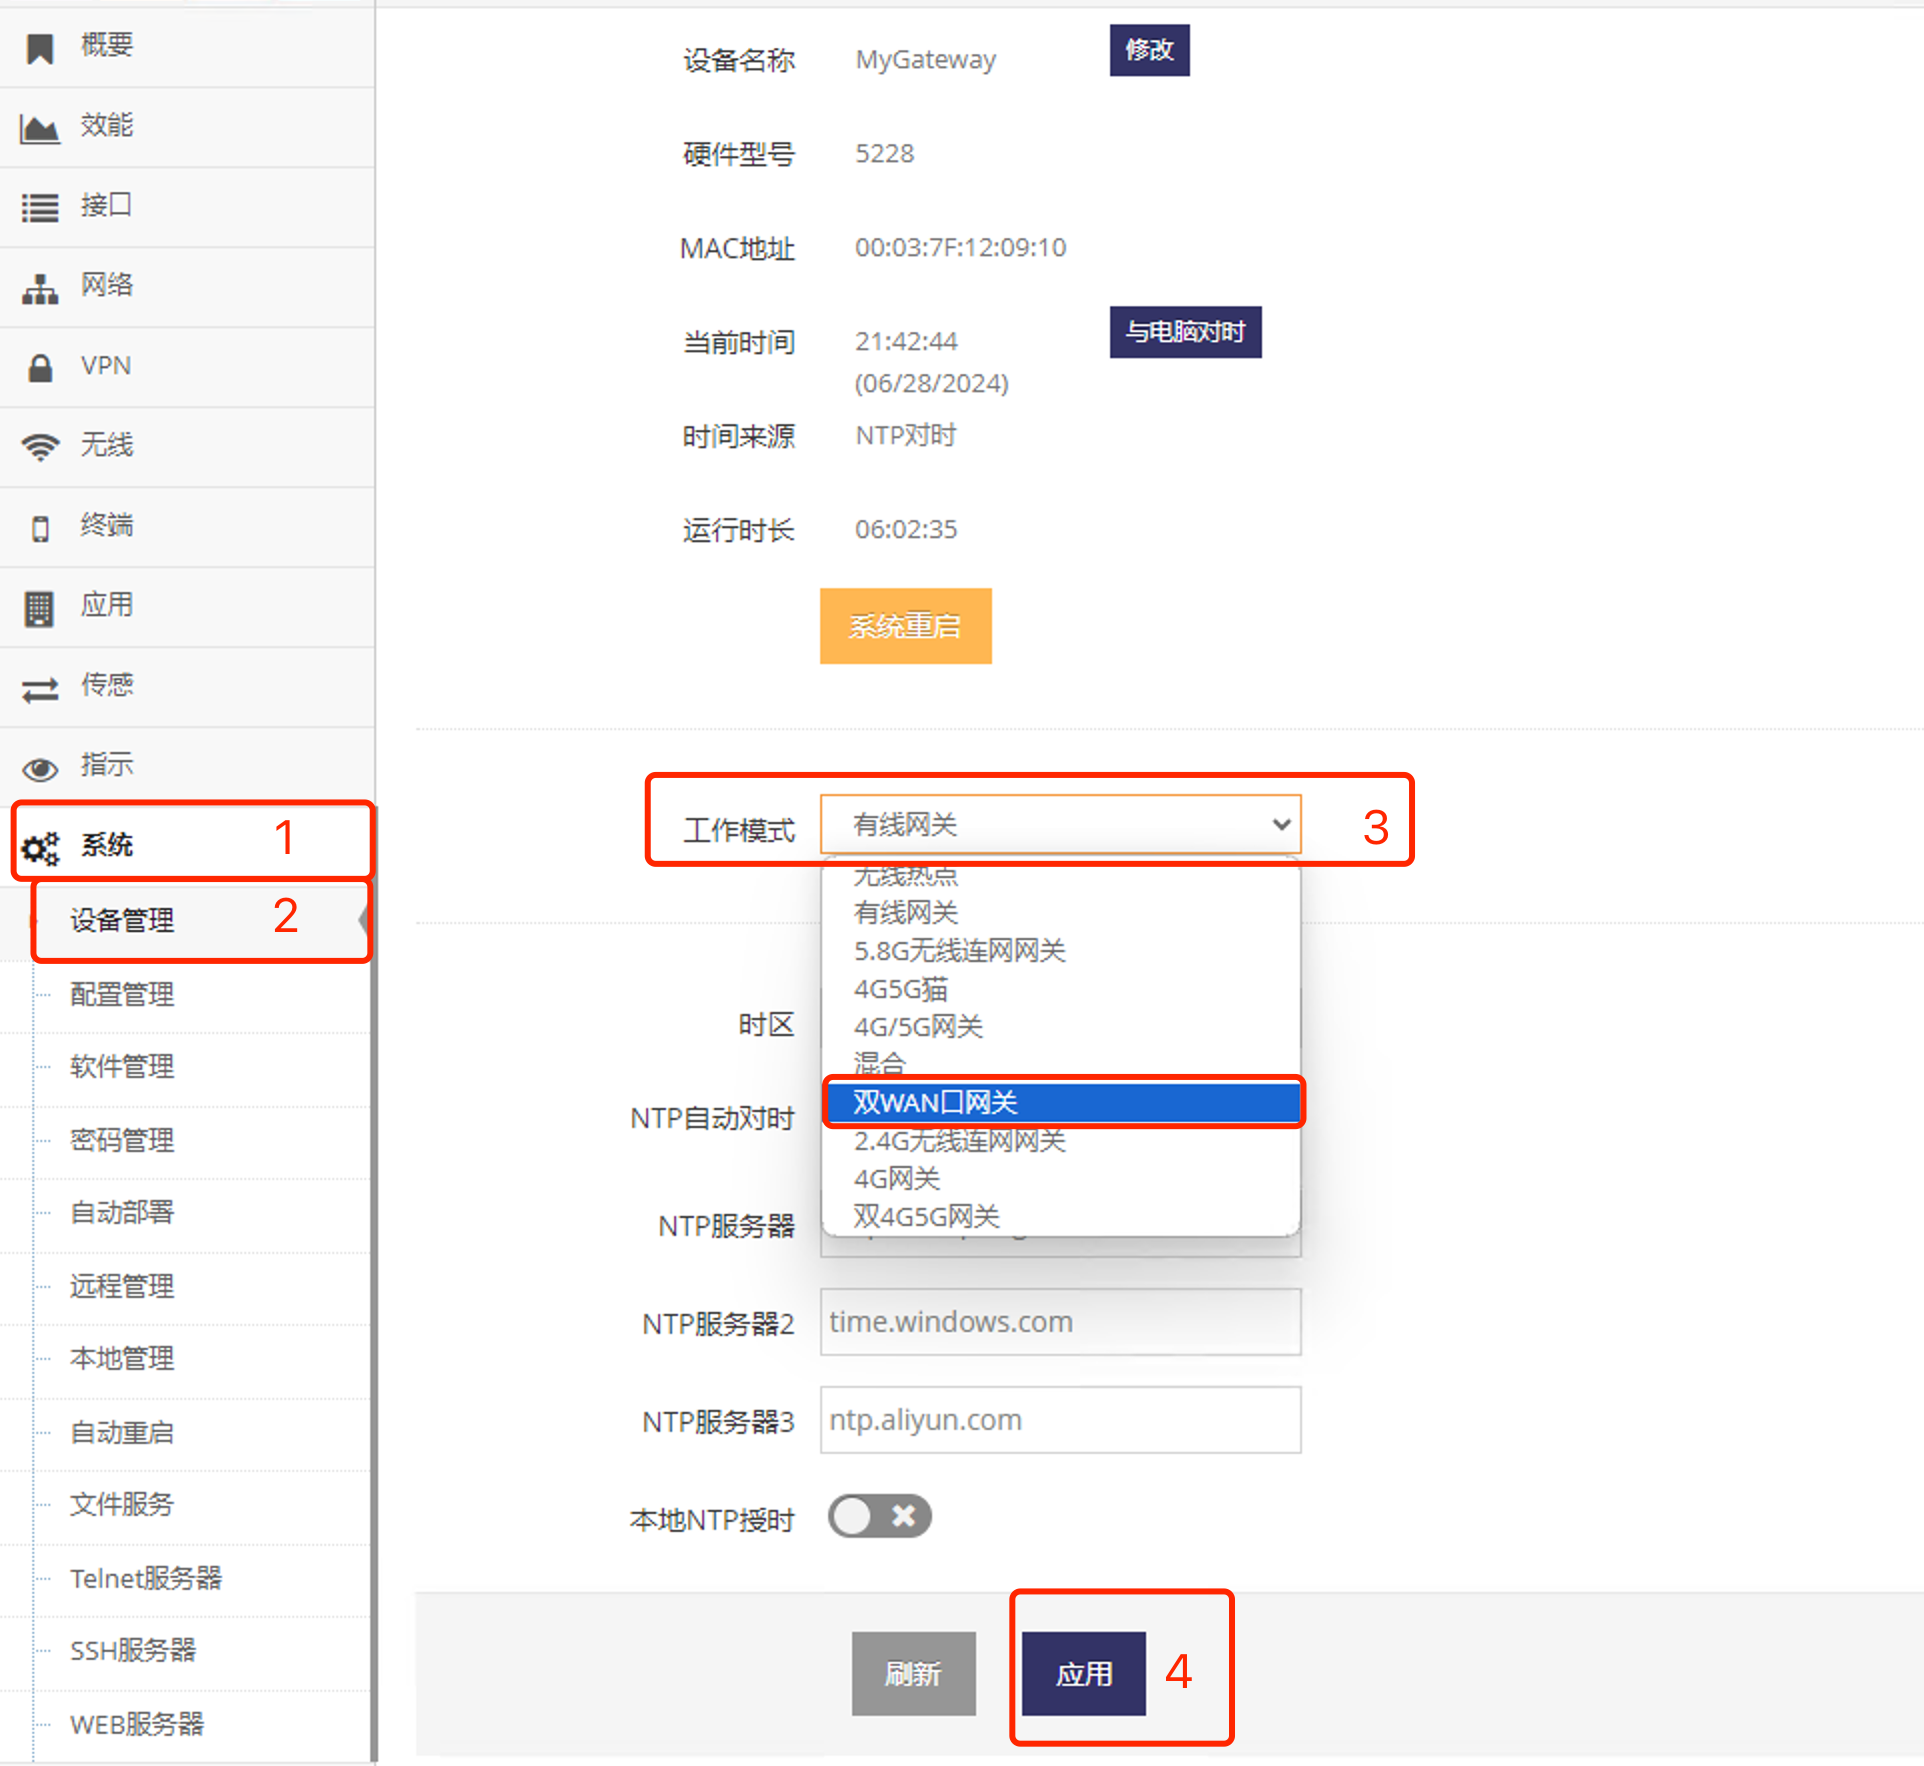 概要
效能
接口
网络
VPN
无线
终端
应用
传感
指示
系统 1
设备管理 2
配置管理
软件管理
密码管理
自动部署
远程管理
本地管理
自动重启
文件服务
Telnet服务器
SSH服务器
WEB服务器
设备名称 MyGateway 修改
硬件型号 5228
MAC地址 00:03:7F:12:09:10
当前时间 21:42:44 与电脑对时
(06/28/2024)
时间来源 NTP对时
运行时长 06:02:35
系统重启
工作模式 有线网关 3
无线热点
有线网关
5.8G无线连网网关
4G5G猫
4G/5G网关
混合
双WAN口网关
2.4G无线连网网关
4G网关
双4G5G网关
时区
NTP自动对时
NTP服务器
NTP服务器2 time.windows.com
NTP服务器3 ntp.aliyun.com
本地NTP授时
刷新 应用 4